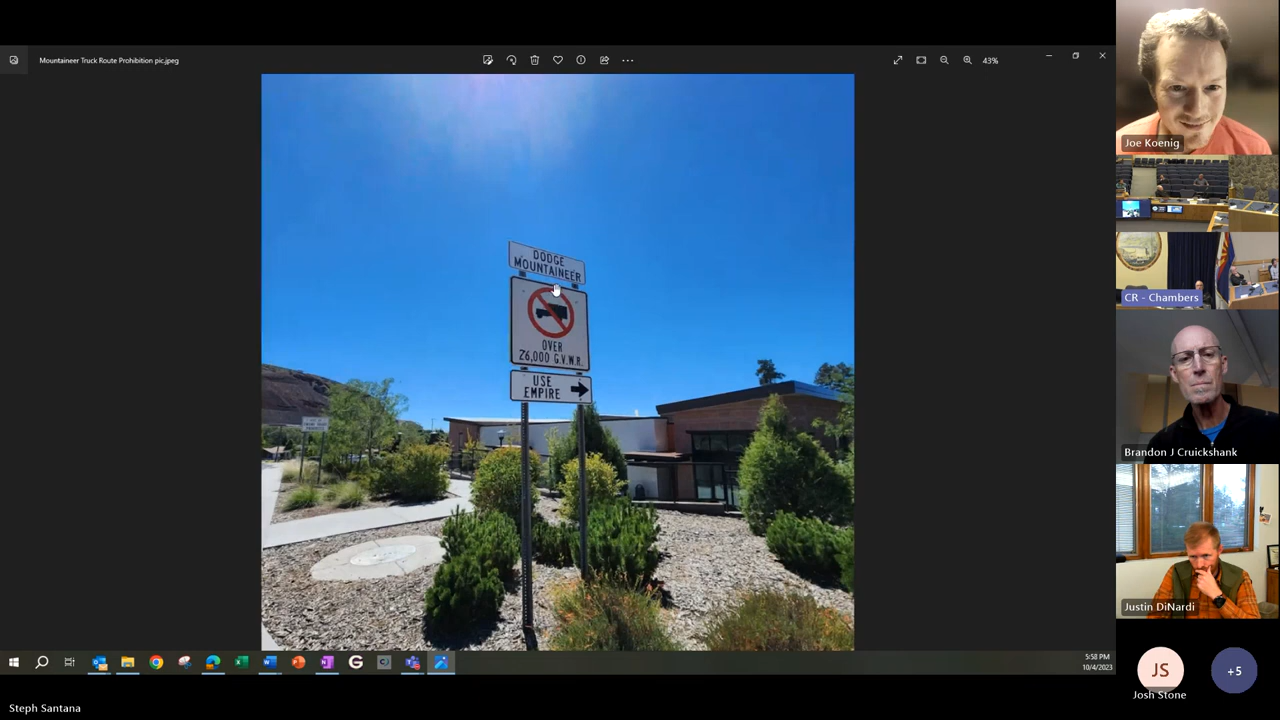 Mountaineer Truck Route Prohibition pic.jpeg
43%
DODGE
MOUNTAINEER
OVER
26,000 G.V.W.R.
USE
EMPIRE
5:58 PM
10/4/2023
Joe Koenig
CR - Chambers
Brandon J Cruickshank
Justin DiNardi
JS
Josh Stone
+5
Steph Santana